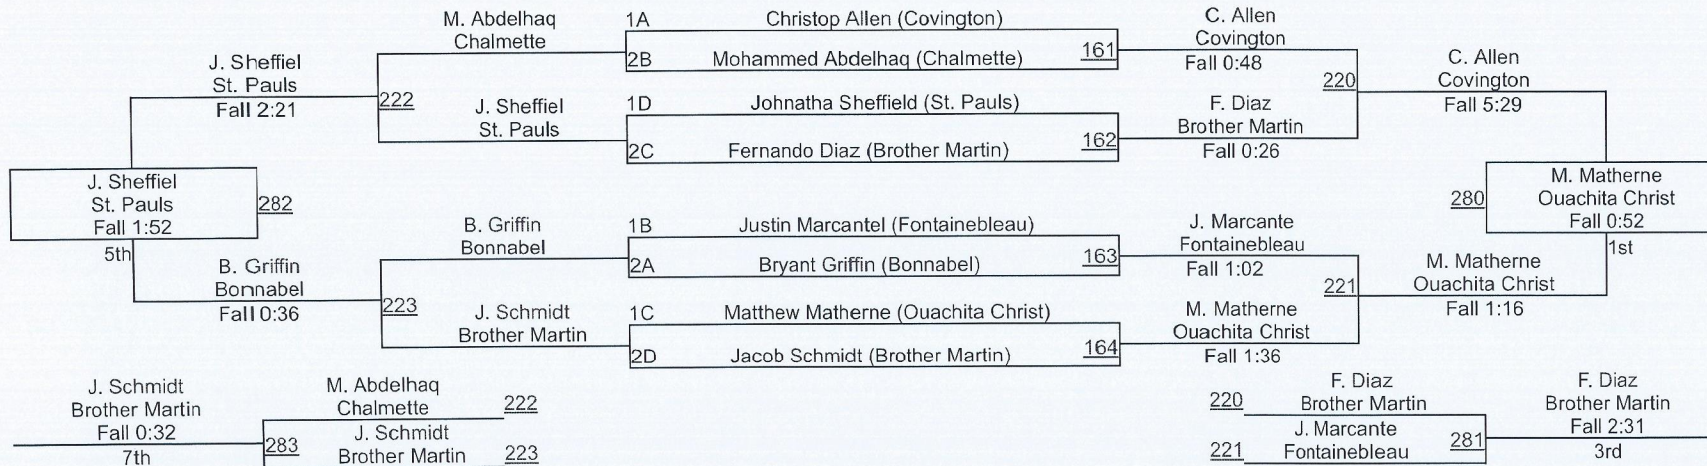 M. Abdelhaq
Chalmette
1A Christop Allen (Covington)
2B Mohammed Abdelhaq (Chalmette)
161
C. Allen
Covington
Fall 0:48
J. Sheffiel
St. Pauls
Fall 2:21
222
J. Sheffiel
St. Pauls
1D Johnatha Sheffield (St. Pauls)
2C Fernando Diaz (Brother Martin)
162
F. Diaz
Brother Martin
Fall 0:26
220
C. Allen
Covington
Fall 5:29
J. Sheffiel
St. Pauls
Fall 1:52
282
5th
B. Griffin
Bonnabel
1B Justin Marcantel (Fontainebleau)
2A Bryant Griffin (Bonnabel)
163
J. Marcante
Fontainebleau
Fall 1:02
280
M. Matherne
Ouachita Christ
Fall 0:52
1st
B. Griffin
Bonnabel
Fall 0:36
223
J. Schmidt
Brother Martin
1C Matthew Matherne (Ouachita Christ)
2D Jacob Schmidt (Brother Martin)
164
M. Matherne
Ouachita Christ
Fall 1:36
221
M. Matherne
Ouachita Christ
Fall 1:16
J. Schmidt
Brother Martin
Fall 0:32
7th
283
M. Abdelhaq
Chalmette
222
J. Schmidt
Brother Martin
223
220
F. Diaz
Brother Martin
221
J. Marcante
Fontainebleau
281
F. Diaz
Brother Martin
Fall 2:31
3rd